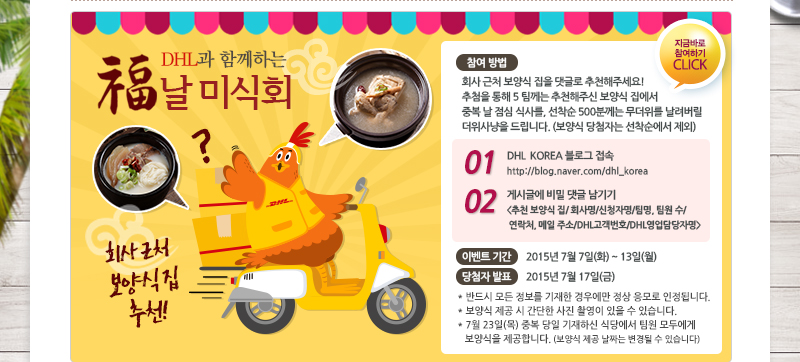 DHL과 함께하는
福날 미식회
?
DHL
회사 근처
보양식 집
추천!
지금바로
참여하기
CLICK
참여 방법
회사 근처 보양식 집을 댓글로 추천해주세요!
추첨을 통해 5 팀께는 추천해주신 보양식 집에서
중복 날 점심 식사를, 선착순 500분께는 무더위를 날려버릴
더위사냥을 드립니다. (보양식 당첨자는 선착순에서 제외)
01 DHL KOREA 블로그 접속
http://blog.naver.com/dhl_korea
02 게시글에 비밀 댓글 남기기
<추천 보양식 집/ 회사명/신청자명/팀명, 팀원 수/
연락처, 메일 주소/DHL고객번호/DHL영업담당자명>
이벤트 기간 2015년 7월 7일(화) ~ 13일(월)
당첨자 발표 2015년 7월 17일(금)
* 반드시 모든 정보를 기재한 경우에만 정상 응모로 인정됩니다.
* 보양식 제공 시 간단한 사진 촬영이 있을 수 있습니다.
* 7월 23일(목) 중복 당일 기재하신 식당에서 팀원 모두에게
보양식을 제공합니다. (보양식 제공 날짜는 변경될 수 있습니다)